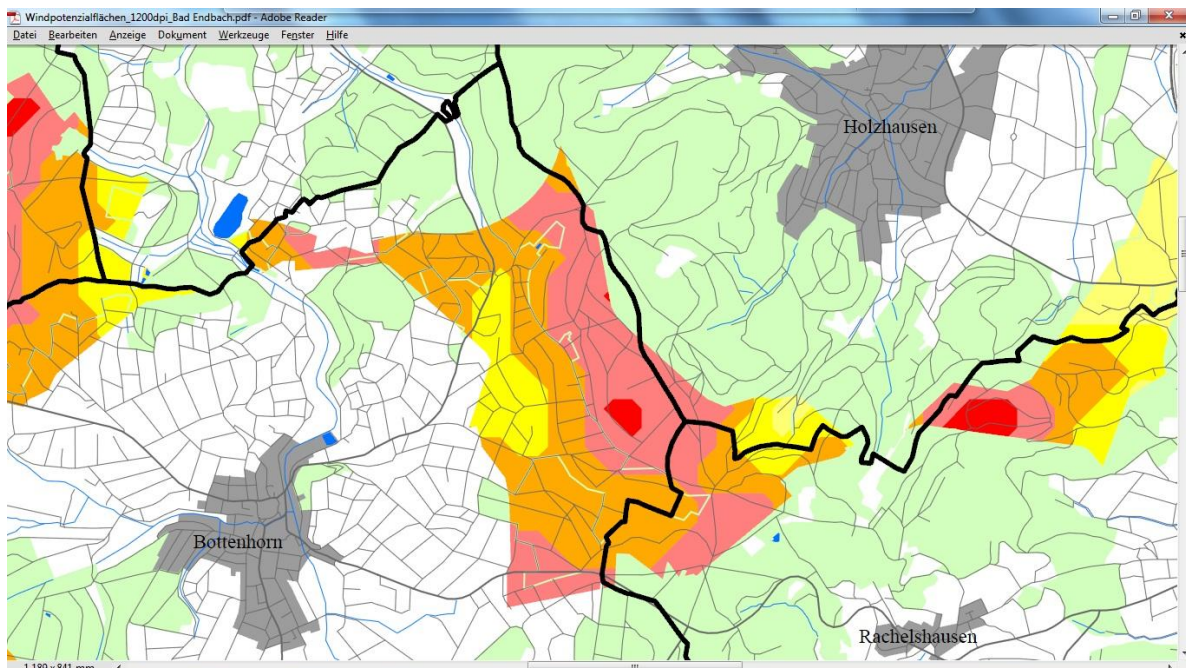 Windpotenzialflächen_1200dpi_Bad Endbach.pdf - Adobe Reader
Datei Bearbeiten Anzeige Dokument Werkzeuge Fenster Hilfe
Holzhausen
Bottenhorn
Rachelshausen
1.189 x 841 mm